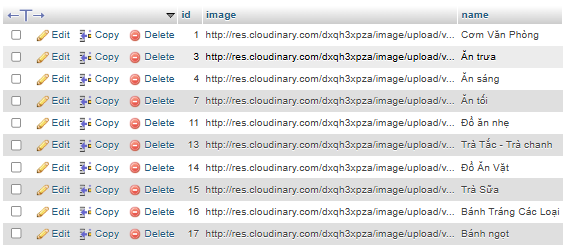 id image name
Edit Copy Delete 1 http://res.cloudinary.com/dxqh3xpza/image/upload/v... Cơm Văn Phòng
Edit Copy Delete 3 http://res.cloudinary.com/dxqh3xpza/image/upload/v... Ăn trưa
Edit Copy Delete 4 http://res.cloudinary.com/dxqh3xpza/image/upload/v... Ăn sáng
Edit Copy Delete 7 http://res.cloudinary.com/dxqh3xpza/image/upload/v... Ăn tối
Edit Copy Delete 11 http://res.cloudinary.com/dxqh3xpza/image/upload/v... Đồ ăn nhẹ
Edit Copy Delete 13 http://res.cloudinary.com/dxqh3xpza/image/upload/v... Trà Tắc - Trà chanh
Edit Copy Delete 14 http://res.cloudinary.com/dxqh3xpza/image/upload/v... Đồ Ăn Vặt
Edit Copy Delete 15 http://res.cloudinary.com/dxqh3xpza/image/upload/v... Trà Sữa
Edit Copy Delete 16 http://res.cloudinary.com/dxqh3xpza/image/upload/v... Bánh Tráng Các Loại
Edit Copy Delete 17 http://res.cloudinary.com/dxqh3xpza/image/upload/v... Bánh ngọt